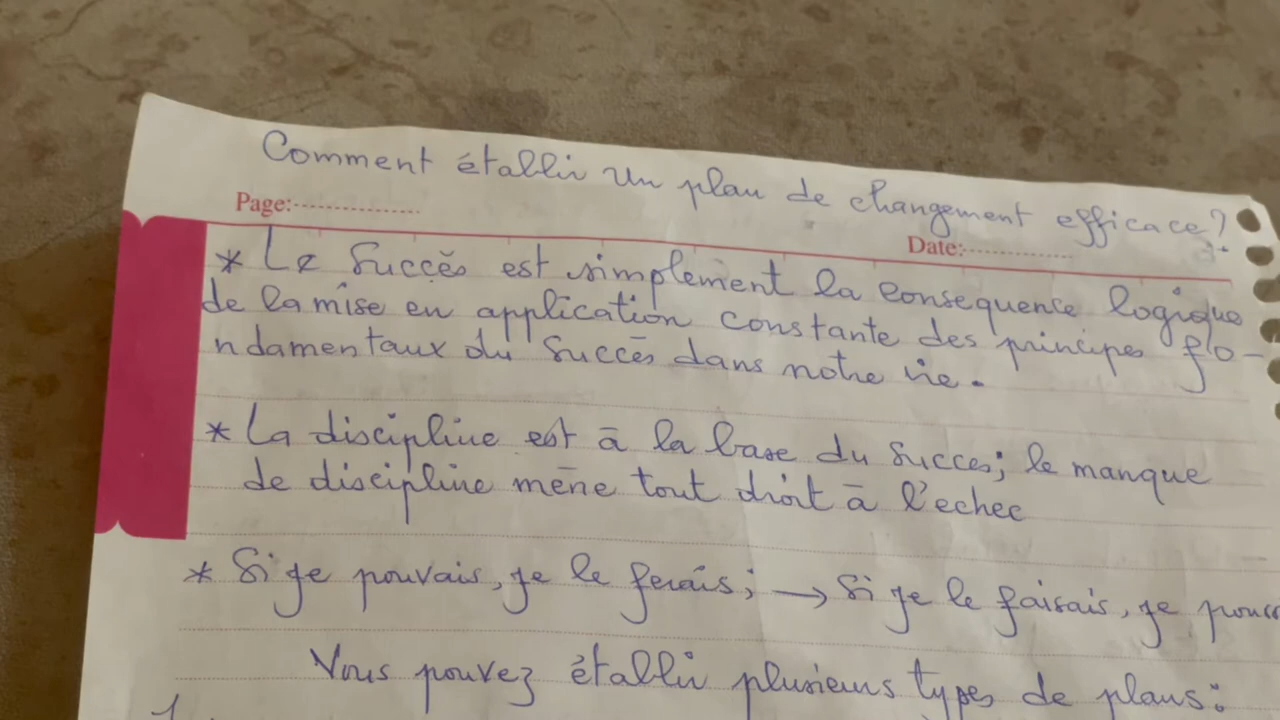 Comment établir un plan de changement efficace?
Page:
Date:
* Le Succès est simplement la consequence logique
de la mise en application constante des principes fo-
ndamentaux du Succès dans notre vie.
* La discipline est à la base du Succes; le manque
de discipline mène tout droit à l'echec
* Si je pouvais, je le ferais; → Si je le faisais, je
Vous pouvez établir plusieurs types de plans: